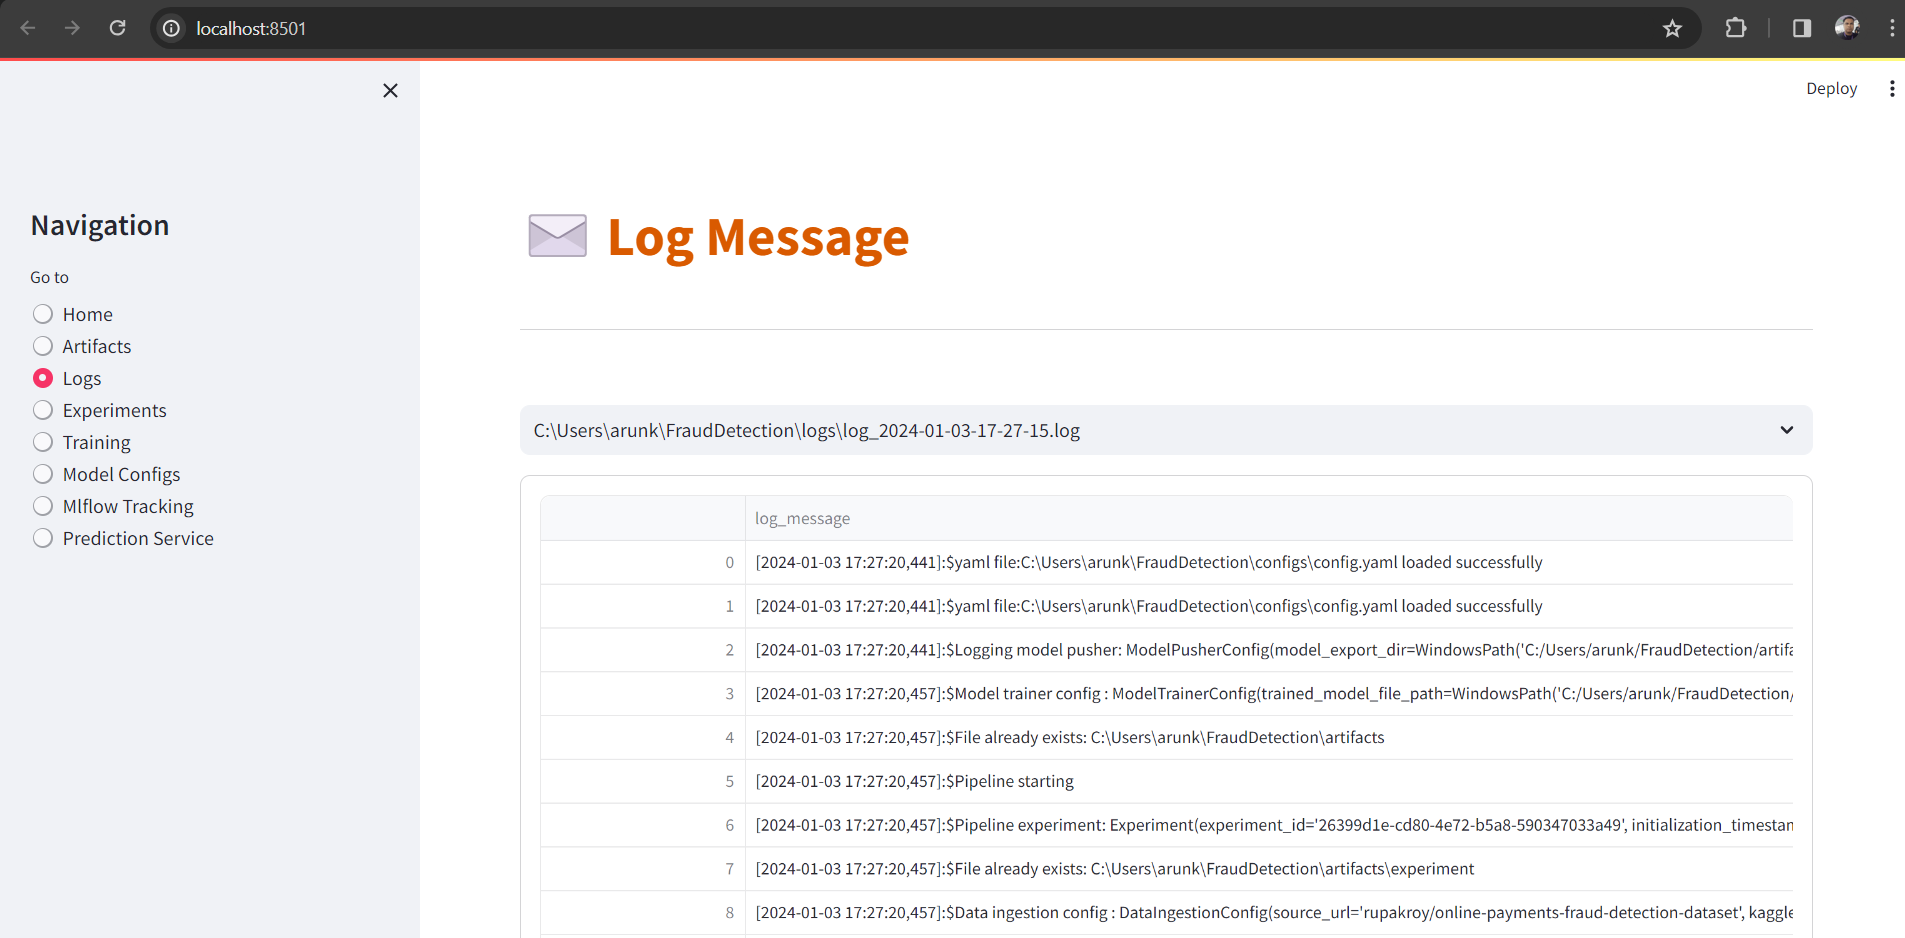 localhost:8501
Deploy
Navigation
Go to
Home
Artifacts
Logs
Experiments
Training
Model Configs
Mlflow Tracking
Prediction Service
Log Message
C:\Users\arunk\FraudDetection\logs\log_2024-01-03-17-27-15.log
log_message
0 [2024-01-03 17:27:20,441]:$yaml file:C:\Users\arunk\FraudDetection\configs\config.yaml loaded successfully
1 [2024-01-03 17:27:20,441]:$yaml file:C:\Users\arunk\FraudDetection\configs\config.yaml loaded successfully
2 [2024-01-03 17:27:20,441]:$Logging model pusher: ModelPusherConfig(model_export_dir=WindowsPath('C:/Users/arunk/FraudDetection/artifa
3 [2024-01-03 17:27:20,457]:$Model trainer config : ModelTrainerConfig(trained_model_file_path=WindowsPath('C:/Users/arunk/FraudDetection/
4 [2024-01-03 17:27:20,457]:$File already exists: C:\Users\arunk\FraudDetection\artifacts
5 [2024-01-03 17:27:20,457]:$Pipeline starting
6 [2024-01-03 17:27:20,457]:$Pipeline experiment: Experiment(experiment_id='26399d1e-cd80-4e72-b5a8-590347033a49', initialization_timestan
7 [2024-01-03 17:27:20,457]:$File already exists: C:\Users\arunk\FraudDetection\artifacts\experiment
8 [2024-01-03 17:27:20,457]:$Data ingestion config : DataIngestionConfig(source_url='rupakroy/online-payments-fraud-detection-dataset', kaggle